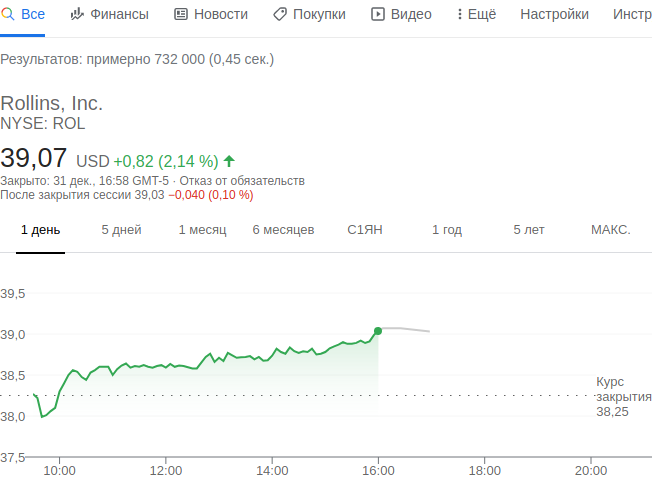 Все Финансы Новости Покупки Видео Ещё Настройки Инстр
Результатов: примерно 732 000 (0,45 сек.)
Rollins, Inc.
NYSE: ROL
39,07 USD +0,82 (2,14 %)
Закрыто: 31 дек., 16:58 GMT-5 · Отказ от обязательств
После закрытия сессии 39,03 −0,040 (0,10 %)
1 день 5 дней 1 месяц 6 месяцев С1ЯН 1 год 5 лет МАКС.
39,5
39,0
38,5
38,0
37,5
Курс
закрытия
38,25
10:00 12:00 14:00 16:00 18:00 20:00